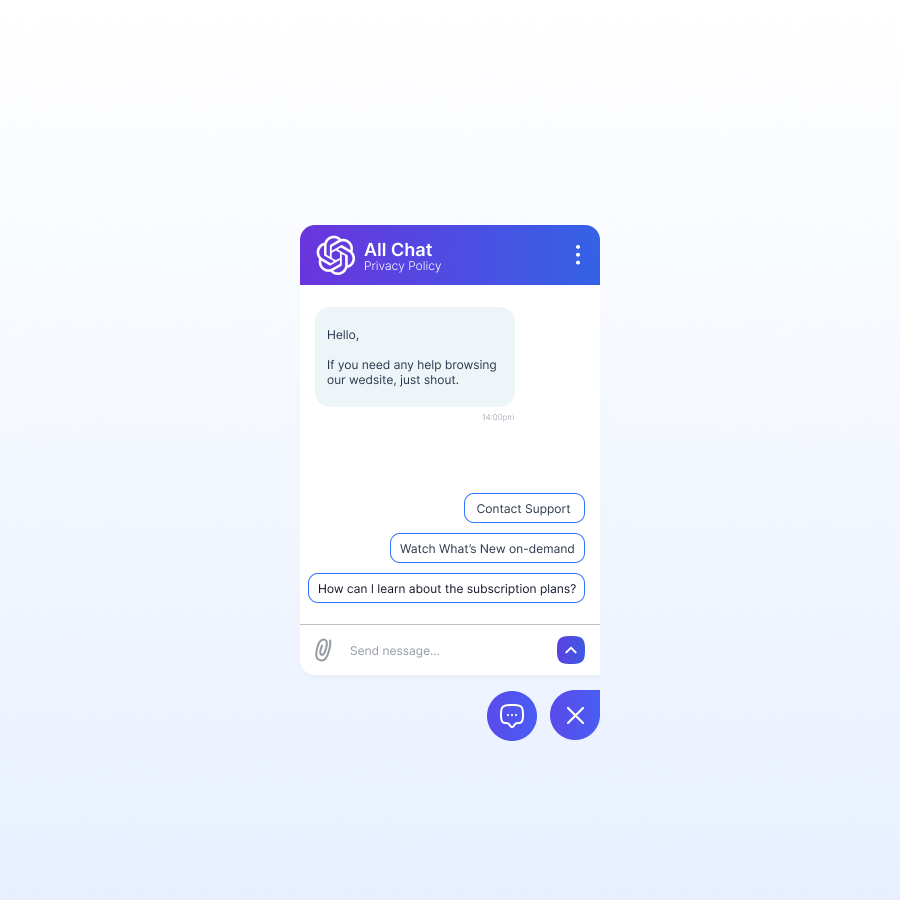 All Chat
Privacy Policy
Hello,
If you need any help browsing
our wedsite, just shout.
14:00pm
Contact Support
Watch What's New on-demand
How can I learn about the subscription plans?
Send nessage...